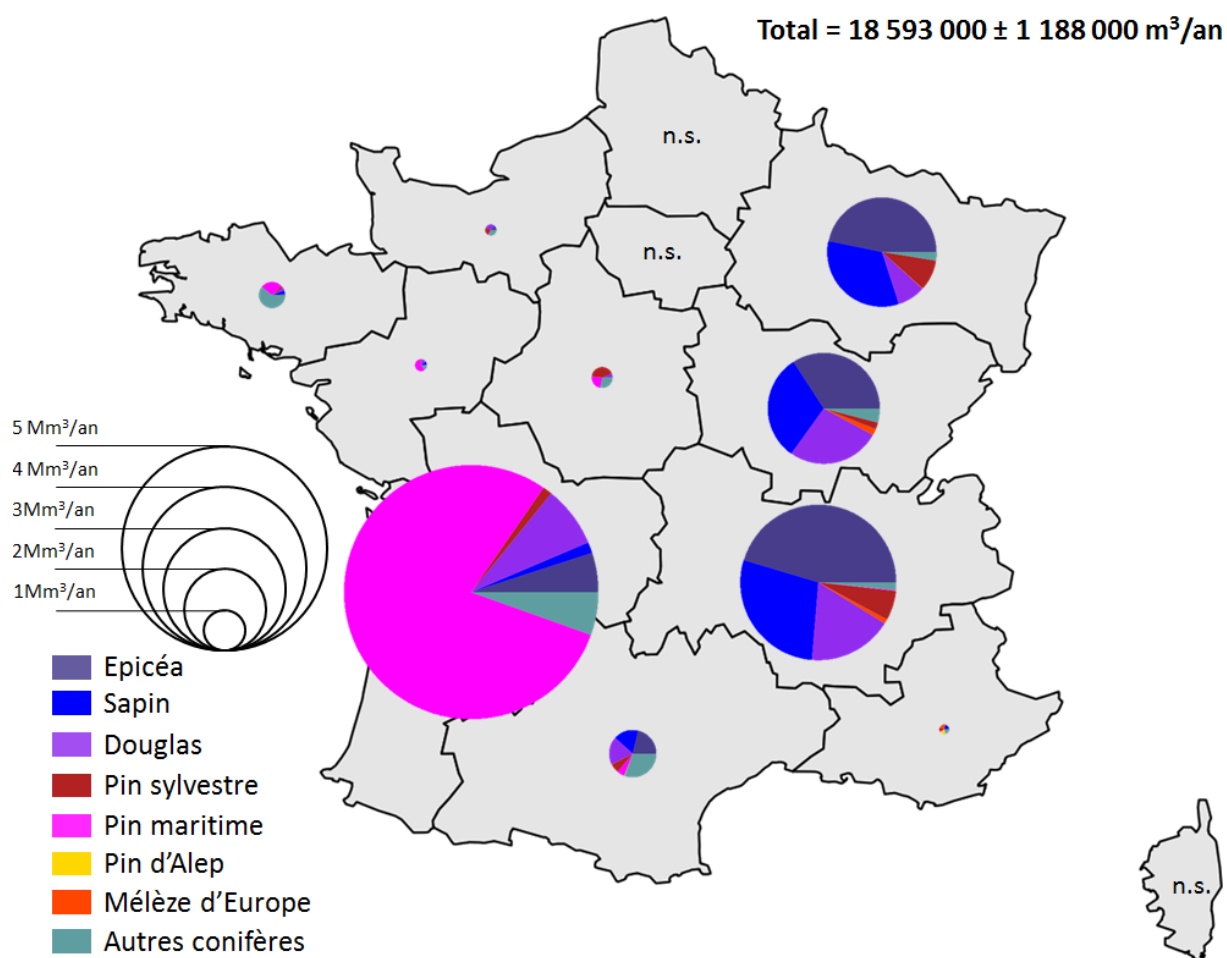 Total = 18 593 000 ± 1 188 000 m³/an
n.s.
n.s.
5 Mm³/an
4 Mm³/an
3Mm³/an
2Mm³/an
1Mm³/an
Epicéa
Sapin
Douglas
Pin sylvestre
Pin maritime
Pin d’Alep
Mélèze d’Europe
Autres conifères
n.s.